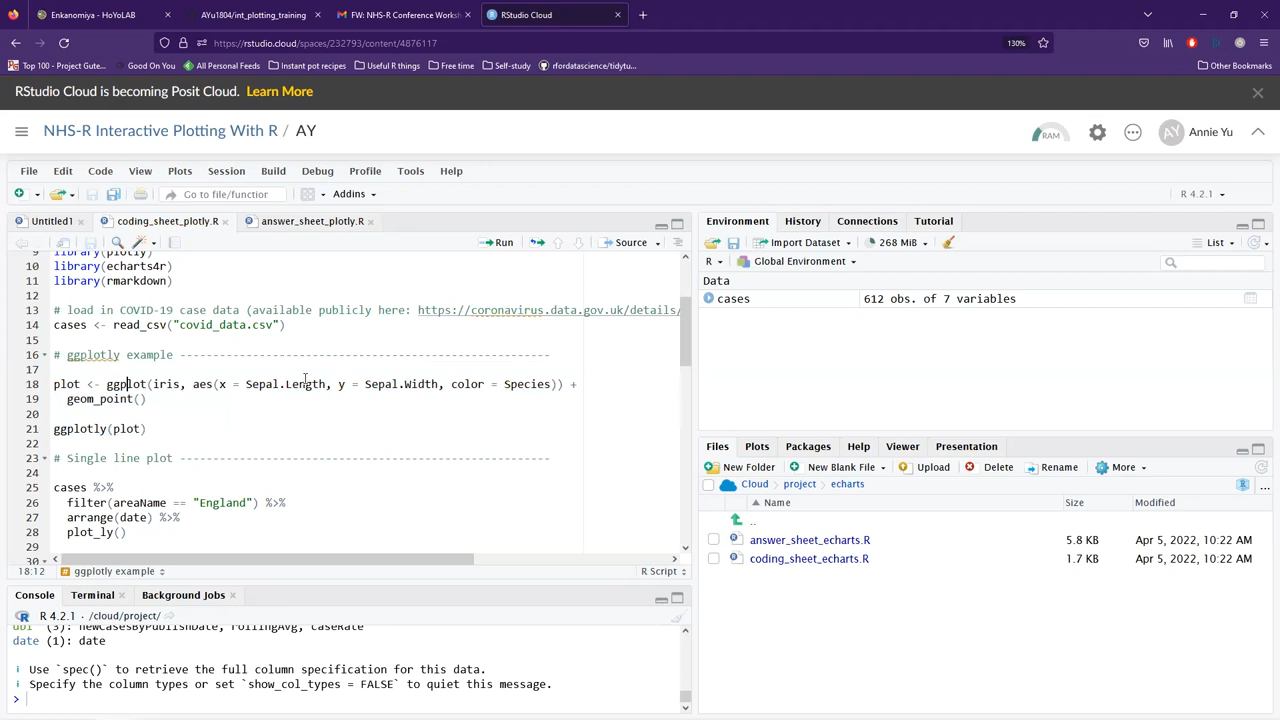 Enkanomiya - HoYoLAB
AYu1804/int_plotting_training
FW: NHS-R Conference Worksh
RStudio Cloud
https://rstudio.cloud/spaces/232793/content/4876117
130%
Top 100 - Project Gute...
Good On You
All Personal Feeds
Instant pot recipes
Useful R things
Free time
Self-study
rfordatascience/tidytu...
Other Bookmarks
RStudio Cloud is becoming Posit Cloud. Learn More
NHS-R Interactive Plotting With R / AY
RAM
AY
Annie Yu
File Edit Code View Plots Session Build Debug Profile Tools Help
Go to file/function
Addins
R 4.2.1
Untitled1
coding_sheet_plotly.R
answer_sheet_plotly.R
Run
Source
9 library(plotly)
10 library(echarts4r)
11 library(rmarkdown)
12
13 # load in COVID-19 case data (available publicly here: https://coronavirus.data.gov.uk/details/
14 cases <- read_csv("covid_data.csv")
15
16 # ggplotly example --------------------------------------------------------
17
18 plot <- ggplot(iris, aes(x = Sepal.Length, y = Sepal.Width, color = Species)) +
19 geom_point()
20
21 ggplotly(plot)
22
23 # Single line plot --------------------------------------------------------
24
25 cases %>%
26 filter(areaName == "England") %>%
27 arrange(date) %>%
28 plot_ly()
29
30
18:12
ggplotly example
R Script
Console
Terminal
Background Jobs
R 4.2.1 · /cloud/project/
dbl (3): newCasesByPublishDate, rollingAvg, caseRate
date (1): date
i Use `spec()` to retrieve the full column specification for this data.
i Specify the column types or set `show_col_types = FALSE` to quiet this message.
>
Environment History Connections Tutorial
Import Dataset
268 MiB
List
R
Global Environment
Data
cases 612 obs. of 7 variables
Files Plots Packages Help Viewer Presentation
New Folder
New Blank File
Upload
Delete
Rename
More
Cloud project echarts
Name Size Modified
..
answer_sheet_echarts.R 5.8 KB Apr 5, 2022, 10:22 AM
coding_sheet_echarts.R 1.7 KB Apr 5, 2022, 10:22 AM